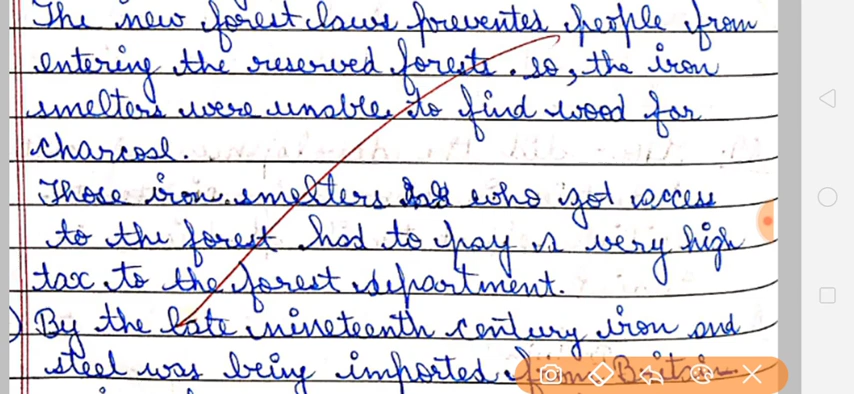 The new forest laws prevented people from
entering the reserved forests. so, the iron
smelters were unable to find wood for
charcoal.
Those iron smelters who got access
to the forest had to pay a very high
tax to the forest department.
) By the late nineteenth century iron and
steel was being imported from Britain